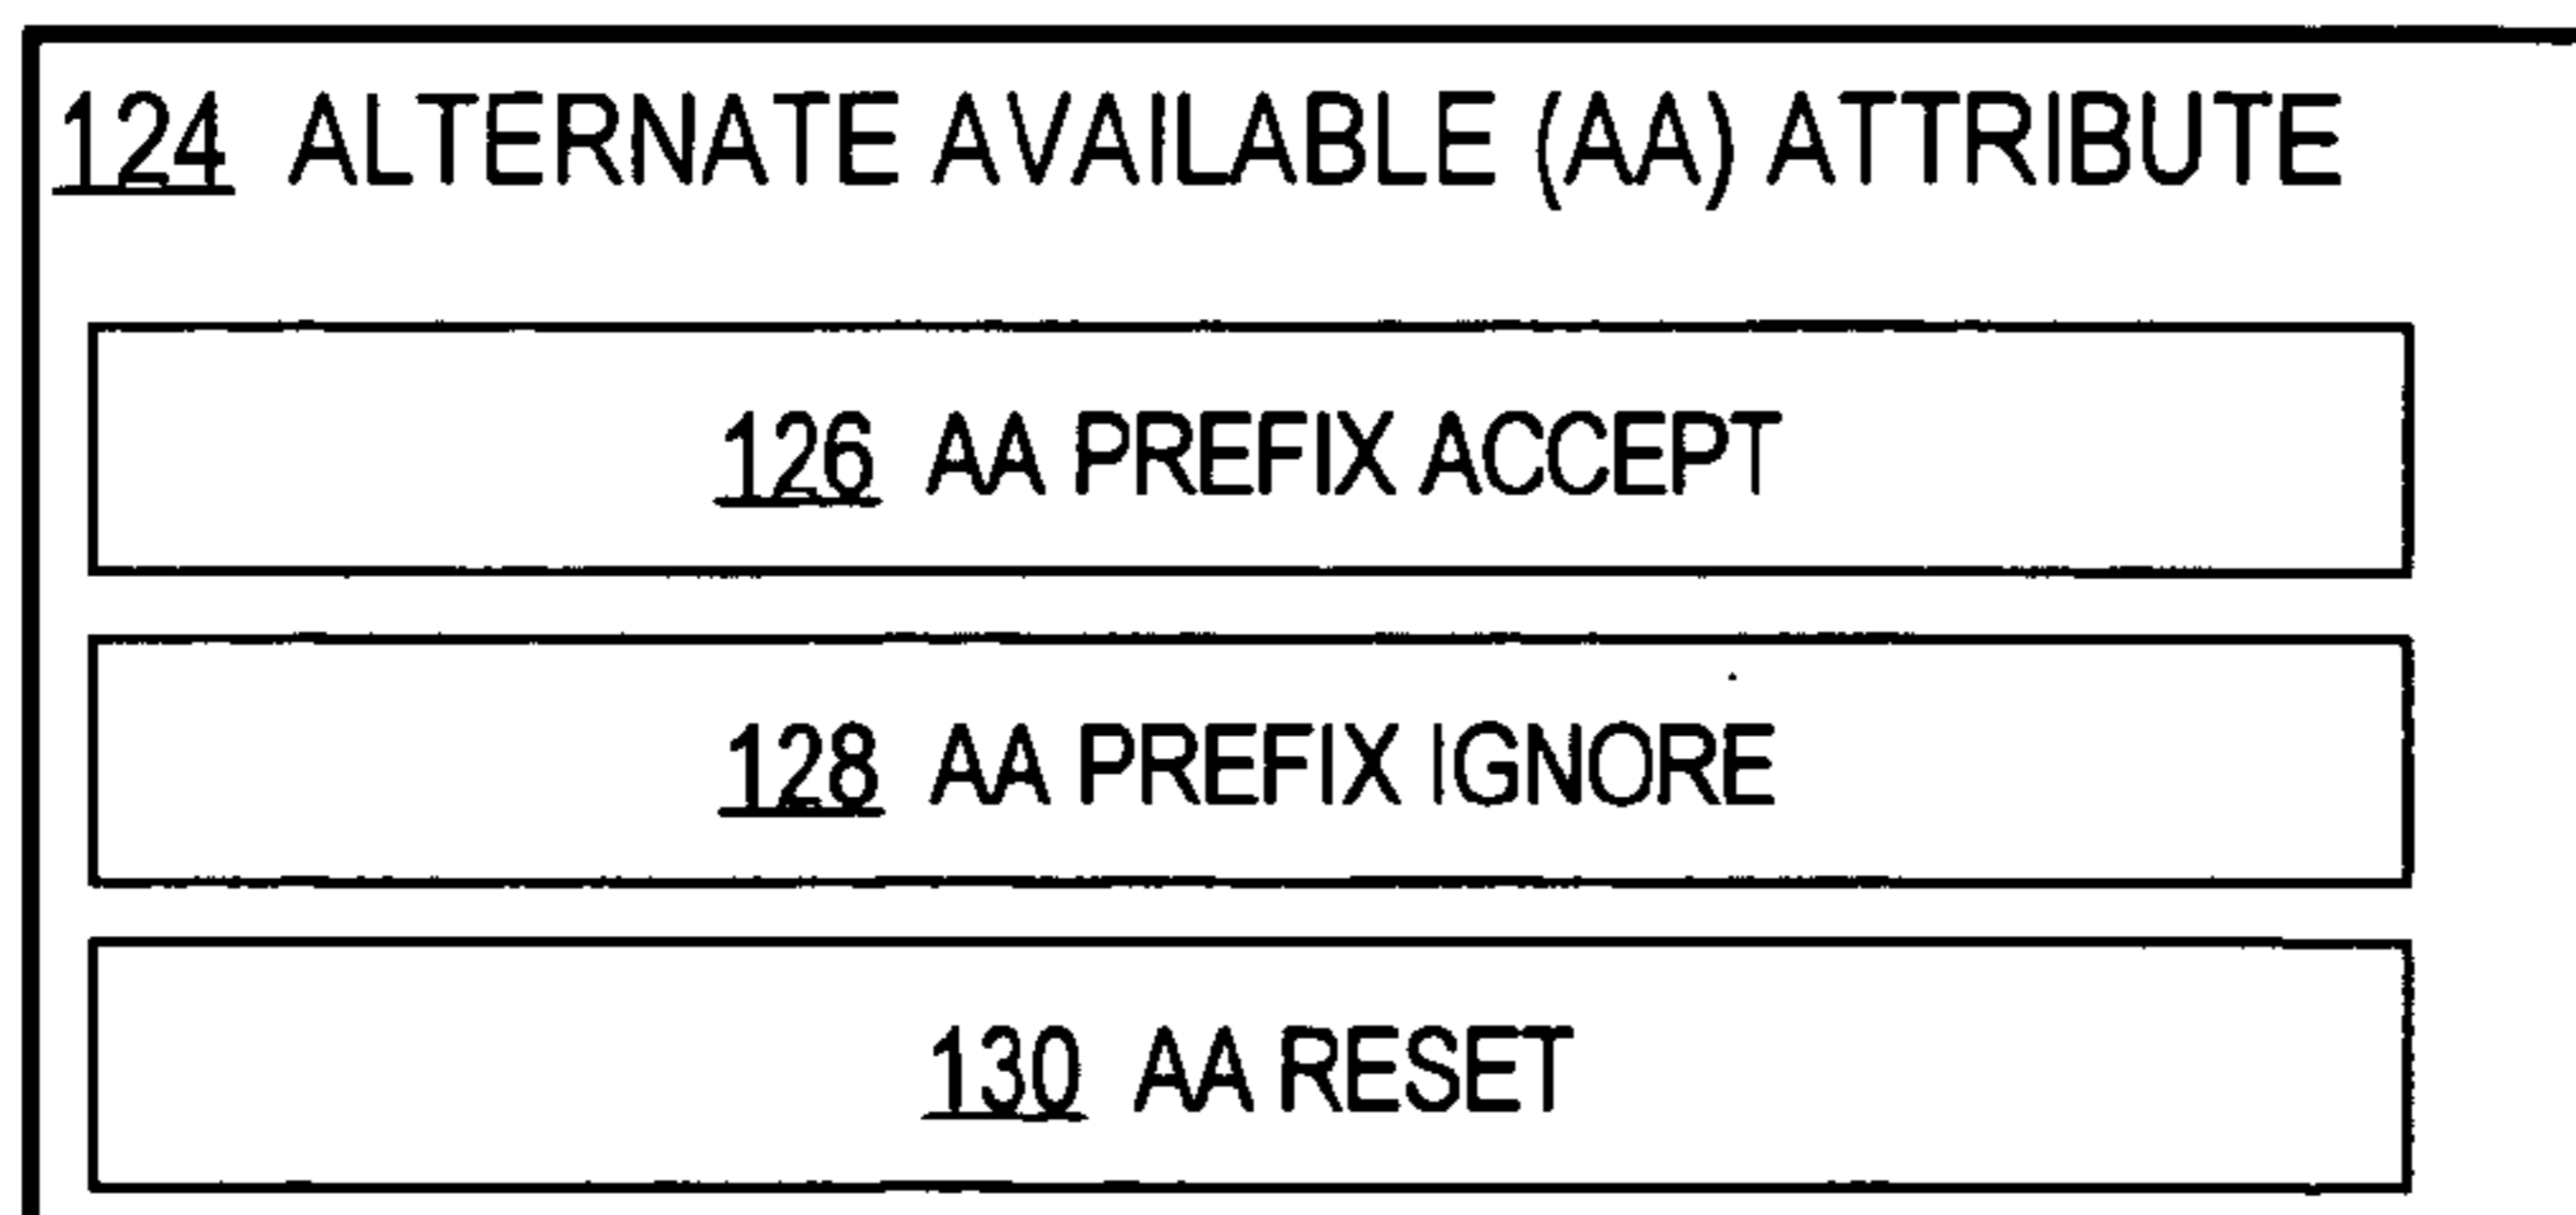 124 ALTERNATE AVAILABLE (AA) ATTRIBUTE
126 AA PREFIX ACCEPT
128 AA PREFIX IGNORE
130 AA RESET